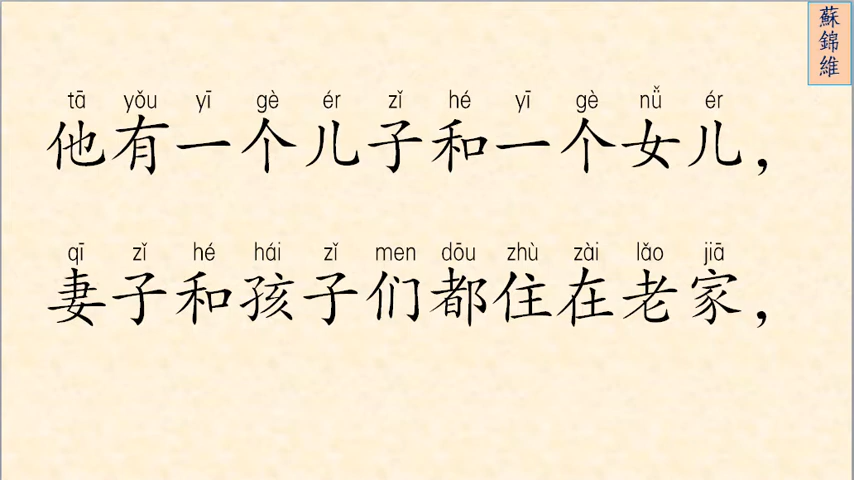 蘇錦維
tā yǒu yī gè ér zǐ hé yī gè nǚ ér
他有一个儿子和一个女儿，
qī zǐ hé hái zǐ men dōu zhù zài lǎo jiā
妻子和孩子们都住在老家，